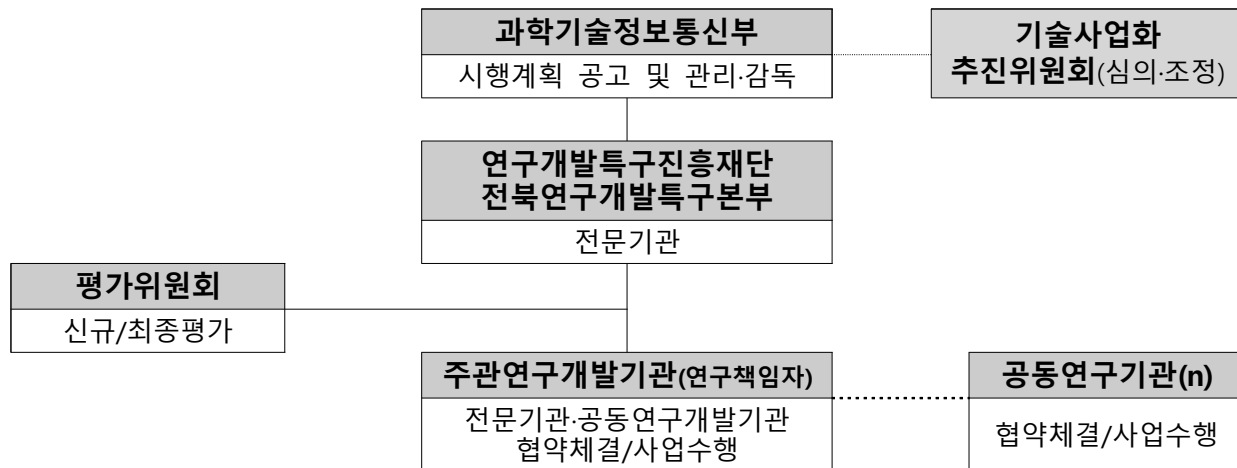 과학기술정보통신부
시행계획 공고 및 관리·감독
기술사업화
추진위원회(심의·조정)
연구개발특구진흥재단
전북연구개발특구본부
전문기관
평가위원회
신규/최종평가
주관연구개발기관(연구책임자)
전문기관·공동연구개발기관
협약체결/사업수행
공동연구기관(n)
협약체결/사업수행